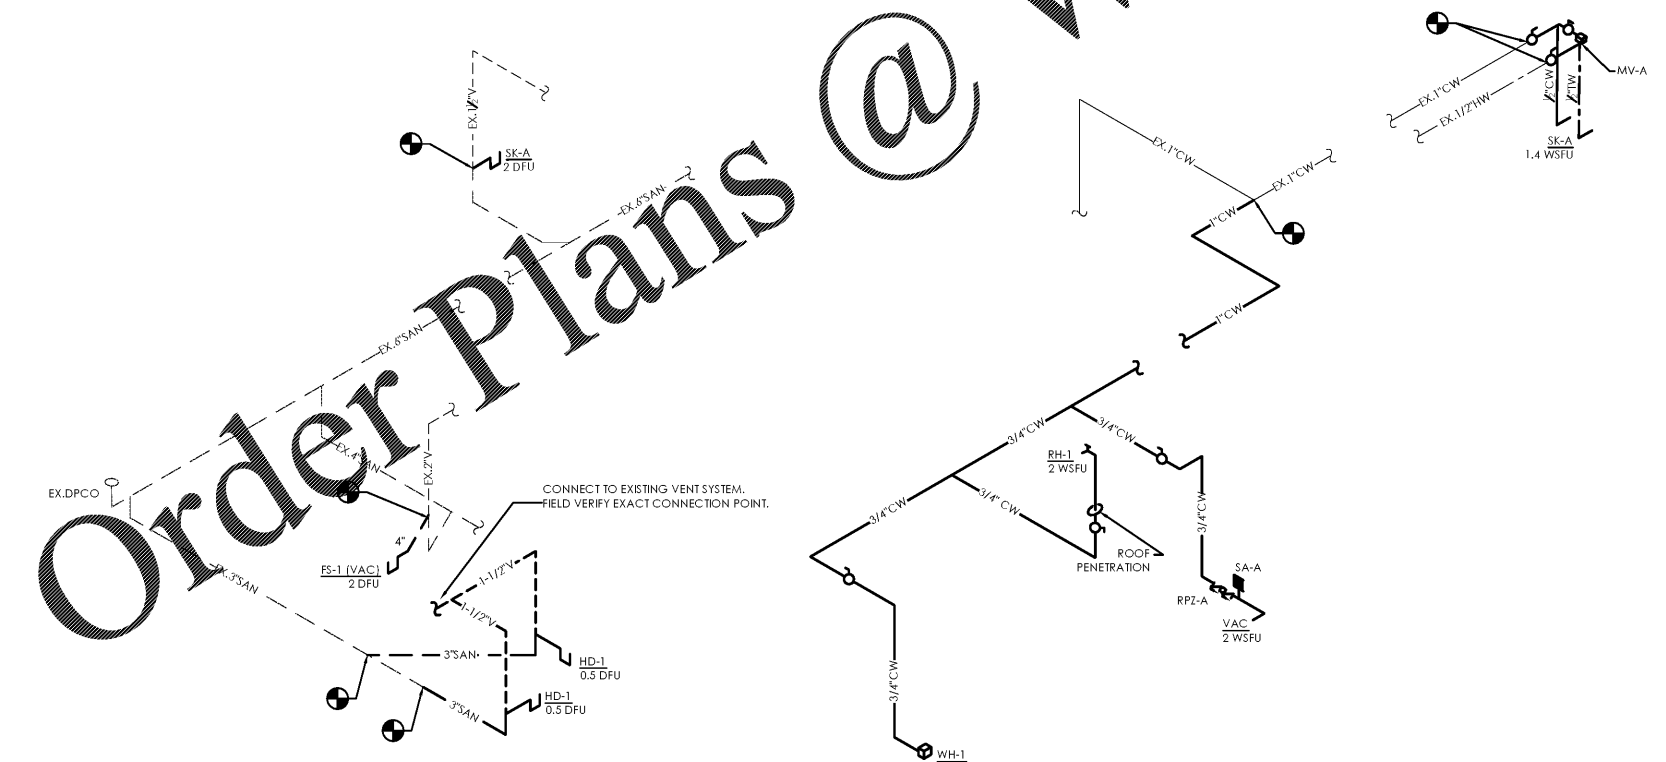 Order Plans @ W
EX.1½"V
SK-A
2 DFU
EX.6"SAN
EX.6"SAN
EX.4"SAN
EX.2"V
EX.DPCO
CONNECT TO EXISTING VENT SYSTEM.
FIELD VERIFY EXACT CONNECTION POINT.
4"
FS-1 (VAC)
2 DFU
EX.3"SAN
1-1/2"V
1-1/2"V
3"SAN
HD-1
0.5 DFU
HD-1
0.5 DFU
3"SAN
EX.1"CW
EX.1/2"HW
½"CW
½"TW
MV-A
SK-A
1.4 WSFU
EX.1"CW
EX.1"CW
1"CW
1"CW
3/4"CW
3/4"CW
RH-1
2 WSFU
3/4"CW
3/4" CW
3/4"CW
ROOF
PENETRATION
SA-A
RPZ-A
VAC
2 WSFU
3/4"CW
WH-1